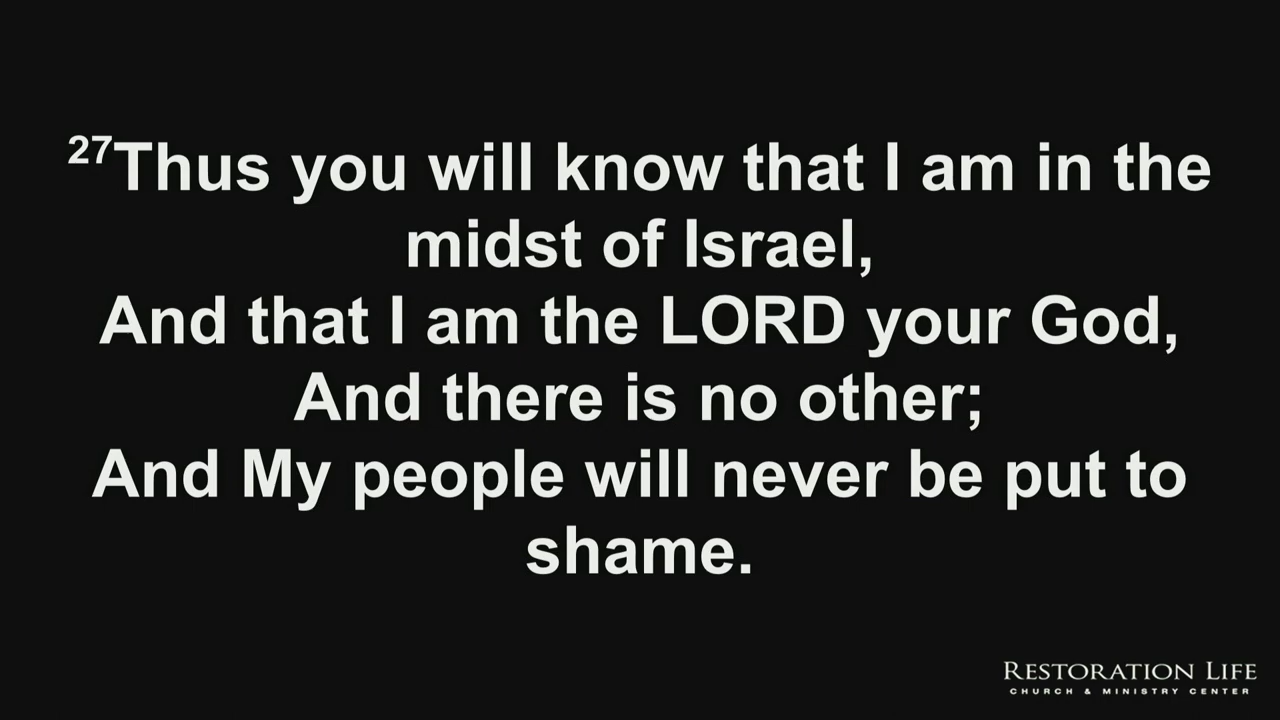 27Thus you will know that I am in the
midst of Israel,
And that I am the LORD your God,
And there is no other;
And My people will never be put to
shame.
RESTORATION LIFE
CHURCH & MINISTRY CENTER